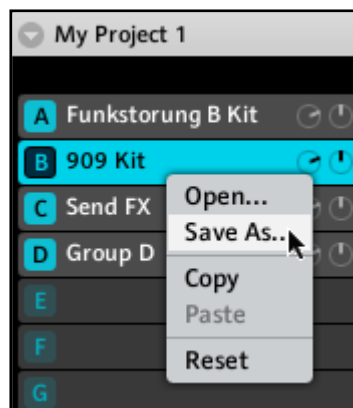 My Project 1
A Funkstorung B Kit
B 909 Kit
C Send FX
D Group D
E
F
G
Open...
Save As...
Copy
Paste
Reset